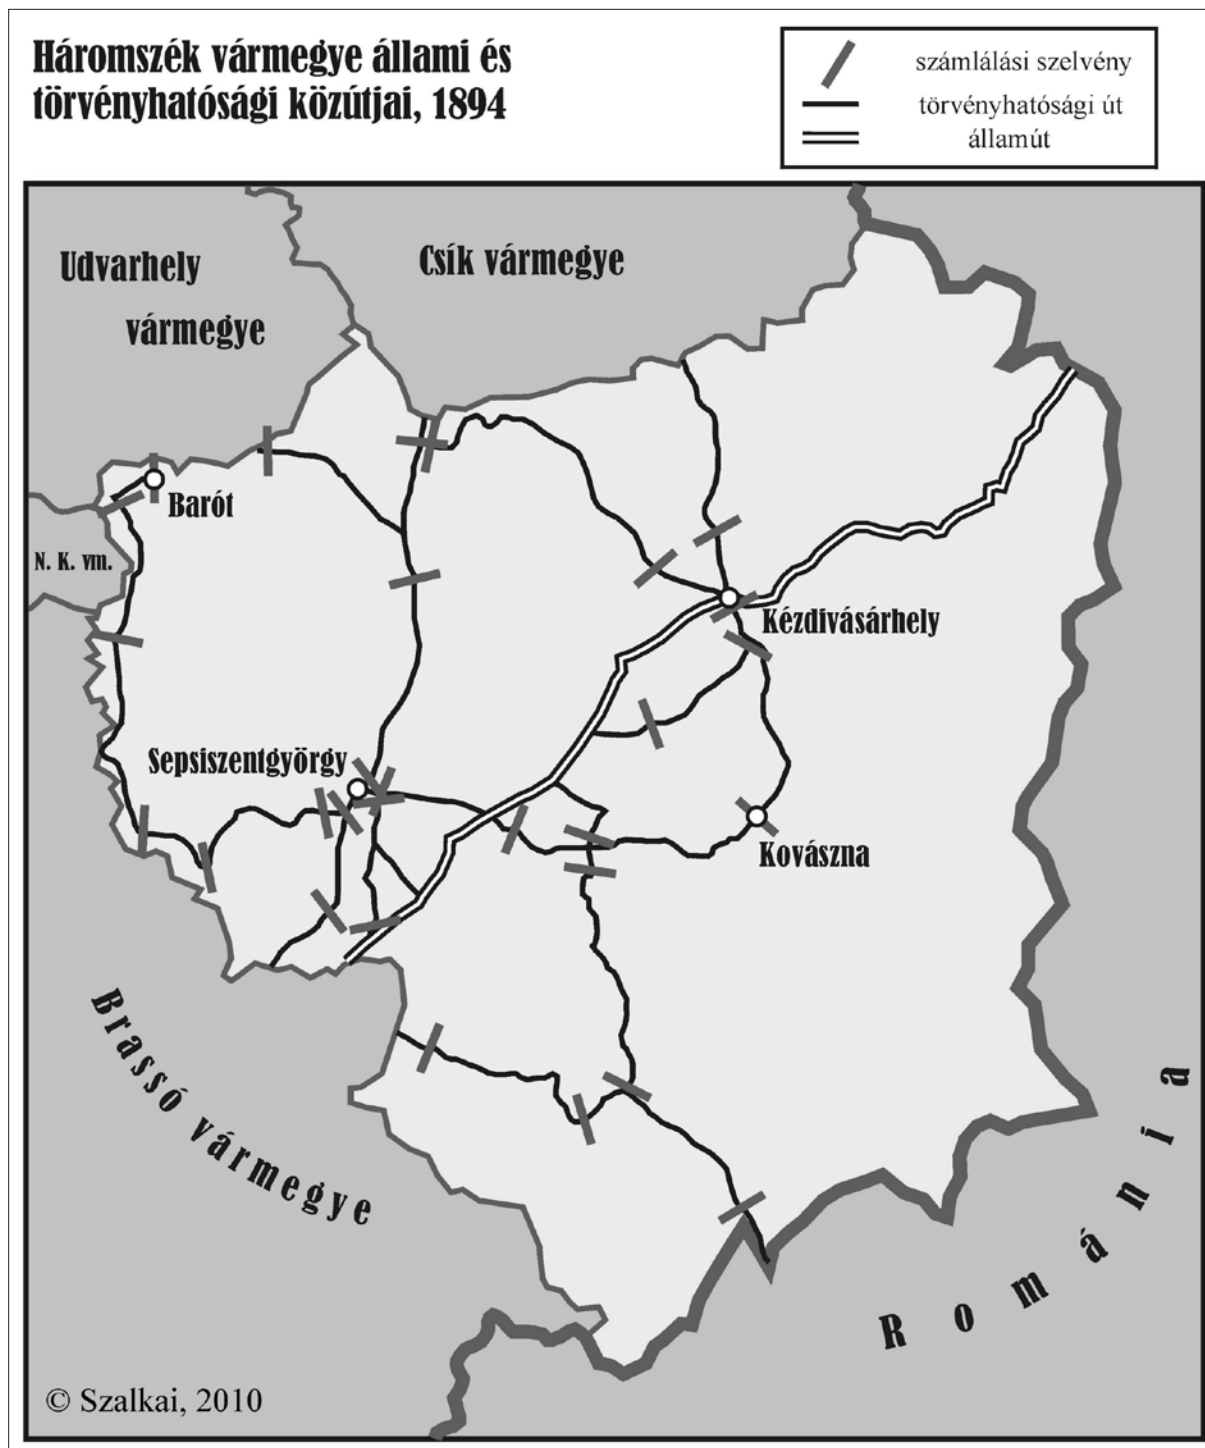 Háromszék vármegye állami és
törvényhatósági közútjai, 1894
számlálási szelvény
törvényhatósági út
államút
Udvarhely
vármegye
Csík vármegye
Barót
N. K. vm.
Kézdivásárhely
Sepsiszentgyörgy
Kovászna
Brassó vármegye
Románia
© Szalkai, 2010